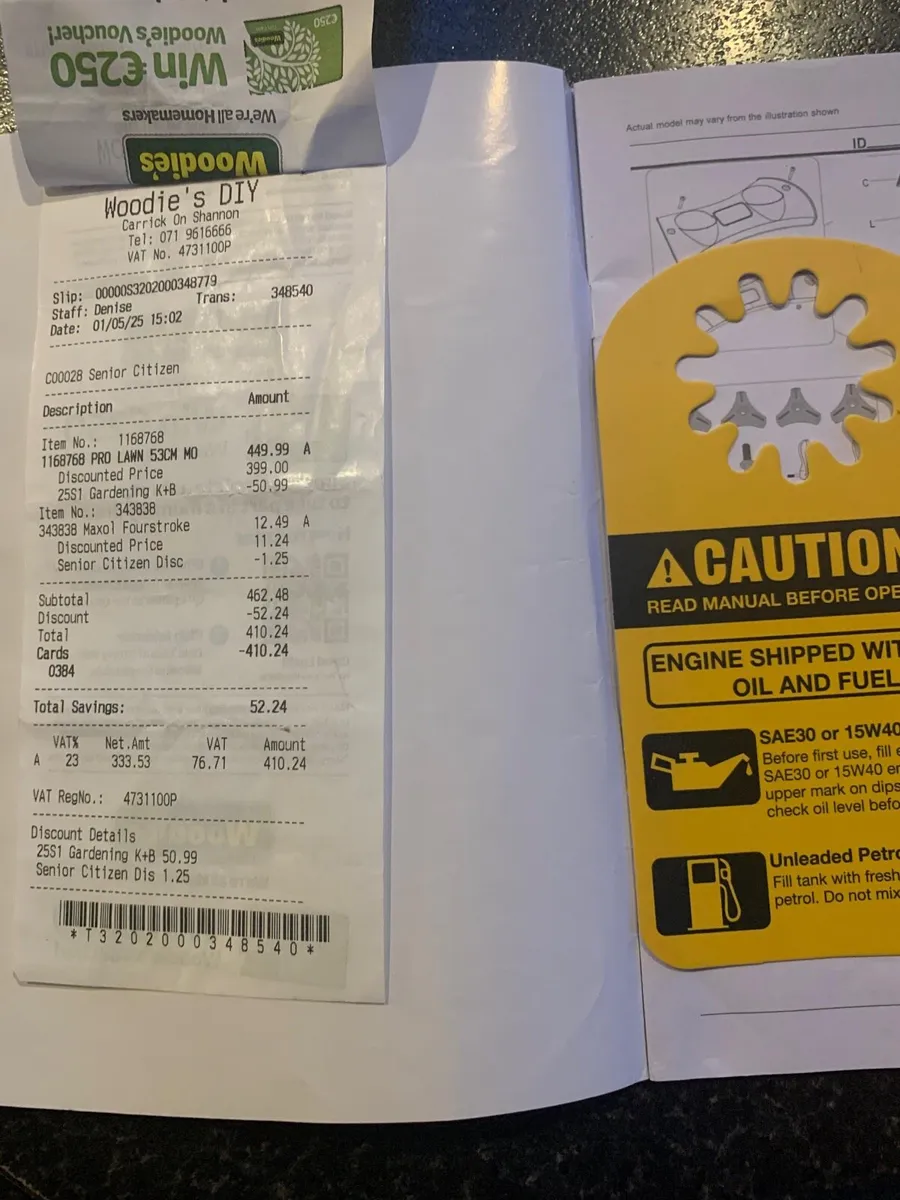 Win €250
Woodie's Voucher!
€250
Woodie's
We're all Homemakers
Woodie's
Woodie's DIY
Carrick On Shannon
Tel: 071 9616666
VAT No. 4731100P
Slip: 00000S3202000348779
Staff: Denise Trans: 348540
Date: 01/05/25 15:02
C00028 Senior Citizen
Description Amount
Item No.: 1168768
1168768 PRO LAWN 53CM MO 449.99 A
Discounted Price 399.00
25S1 Gardening K+B -50.99
Item No.: 343838
343838 Maxol Fourstroke 12.49 A
Discounted Price 11.24
Senior Citizen Disc -1.25
Subtotal 462.48
Discount -52.24
Total 410.24
Cards -410.24
0384
Total Savings: 52.24
VAT% Net.Amt VAT Amount
A 23 333.53 76.71 410.24
VAT RegNo.: 4731100P
Discount Details
25S1 Gardening K+B 50.99
Senior Citizen Dis 1.25
*T3202000348540*
Actual model may vary from the illustration shown
ID
C
L
CAUTION
READ MANUAL BEFORE OPE
ENGINE SHIPPED WIT
OIL AND FUEL
SAE30 or 15W40
Before first use, fill e
SAE30 or 15W40 en
upper mark on dips
check oil level befo
Unleaded Petro
Fill tank with fresh
petrol. Do not mix